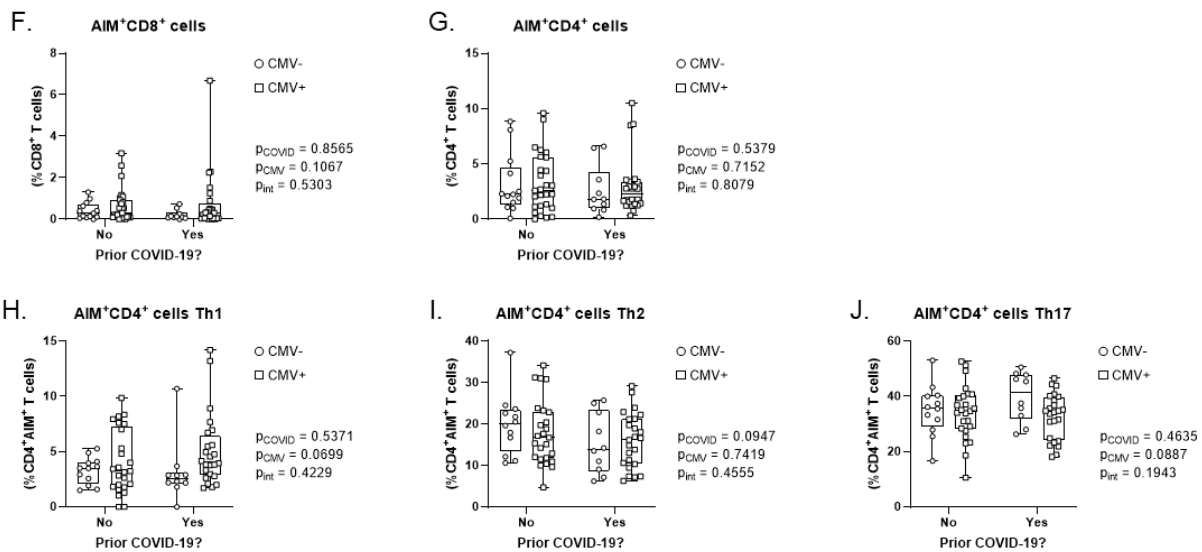 F.
AIM⁺CD8⁺ cells
(%CD8⁺ T cells)
8
6
4
2
0
No
Yes
Prior COVID-19?
CMV-
CMV+
pCOVID = 0.8565
pCMV = 0.1067
pint = 0.5303
G.
AIM⁺CD4⁺ cells
(%CD4⁺ T cells)
15
10
5
0
No
Yes
Prior COVID-19?
CMV-
CMV+
pCOVID = 0.5379
pCMV = 0.7152
pint = 0.8079
H.
AIM⁺CD4⁺ cells Th1
(%CD4⁺AIM⁺ T cells)
15
10
5
0
No
Yes
Prior COVID-19?
CMV-
CMV+
pCOVID = 0.5371
pCMV = 0.0699
pint = 0.4229
I.
AIM⁺CD4⁺ cells Th2
(%CD4⁺AIM⁺ T cells)
40
30
20
10
0
No
Yes
Prior COVID-19?
CMV-
CMV+
pCOVID = 0.0947
pCMV = 0.7419
pint = 0.4555
J.
AIM⁺CD4⁺ cells Th17
(%CD4⁺AIM⁺ T cells)
60
40
20
0
No
Yes
Prior COVID-19?
CMV-
CMV+
pCOVID = 0.4635
pCMV = 0.0887
pint = 0.1943